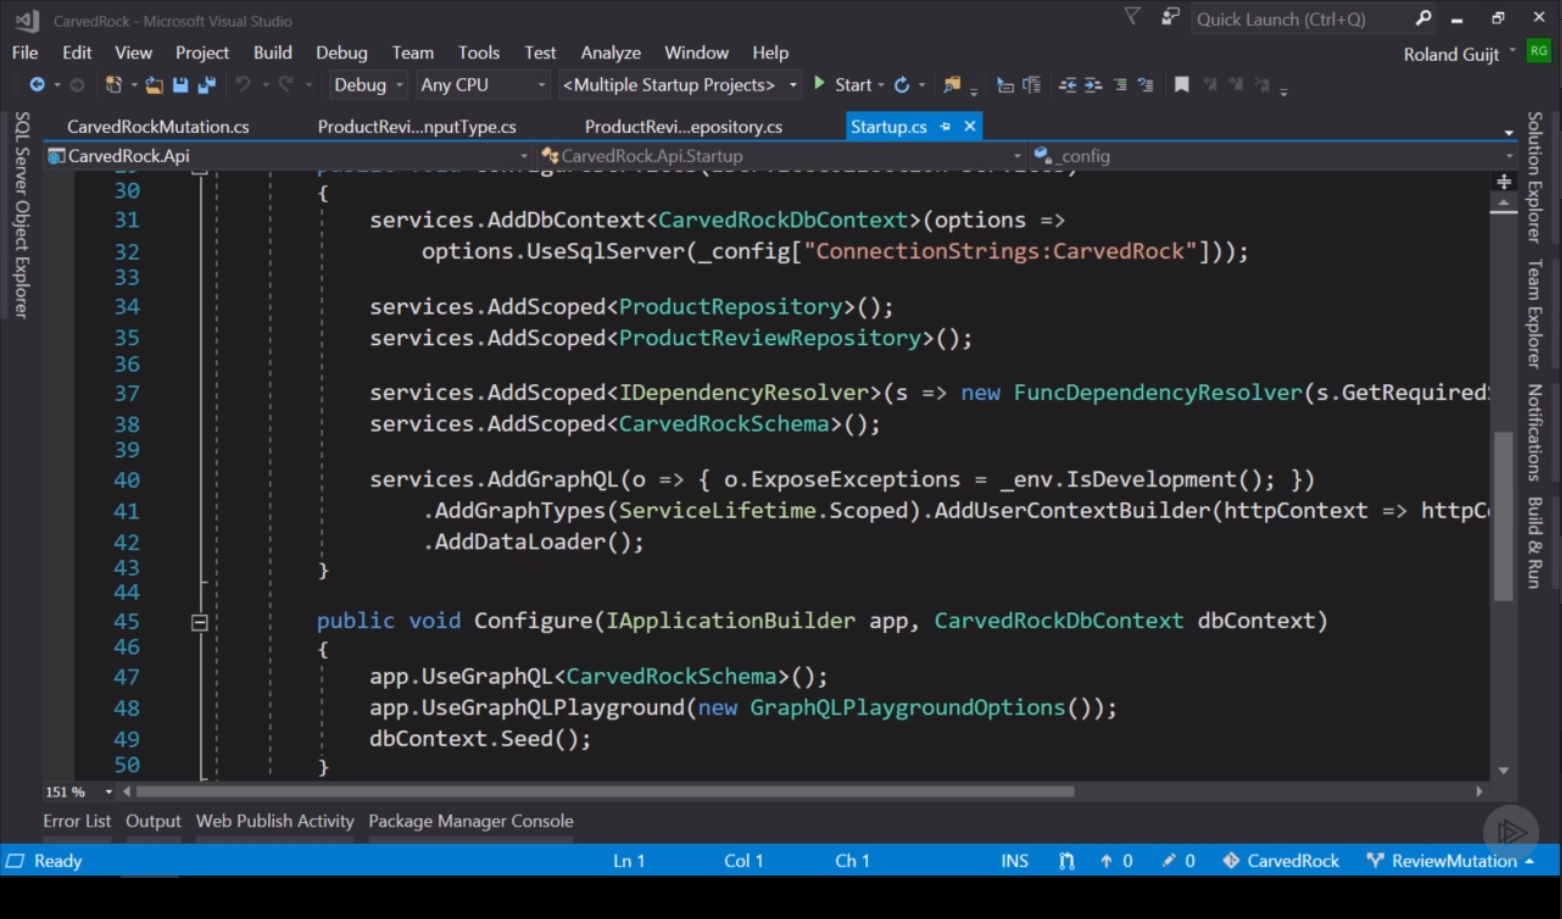 CarvedRock - Microsoft Visual Studio
Quick Launch (Ctrl+Q)
File Edit View Project Build Debug Team Tools Test Analyze Window Help
Roland Guijt RG
Debug Any CPU <Multiple Startup Projects> Start
CarvedRockMutation.cs ProductRevi...nputType.cs ProductRevi...epository.cs Startup.cs
CarvedRock.Api CarvedRock.Api.Startup _config
30 {
31 services.AddDbContext<CarvedRockDbContext>(options =>
32 options.UseSqlServer(_config["ConnectionStrings:CarvedRock"]));
33
34 services.AddScoped<ProductRepository>();
35 services.AddScoped<ProductReviewRepository>();
36
37 services.AddScoped<IDependencyResolver>(s => new FuncDependencyResolver(s.GetRequired
38 services.AddScoped<CarvedRockSchema>();
39
40 services.AddGraphQL(o => { o.ExposeExceptions = _env.IsDevelopment(); })
41 .AddGraphTypes(ServiceLifetime.Scoped).AddUserContextBuilder(httpContext => httpC
42 .AddDataLoader();
43 }
44
45 public void Configure(IApplicationBuilder app, CarvedRockDbContext dbContext)
46 {
47 app.UseGraphQL<CarvedRockSchema>();
48 app.UseGraphQLPlayground(new GraphQLPlaygroundOptions());
49 dbContext.Seed();
50 }
SQL Server Object Explorer
Solution Explorer
Team Explorer
Notifications
Build & Run
151 %
Error List Output Web Publish Activity Package Manager Console
Ready Ln 1 Col 1 Ch 1 INS 0 0 CarvedRock ReviewMutation